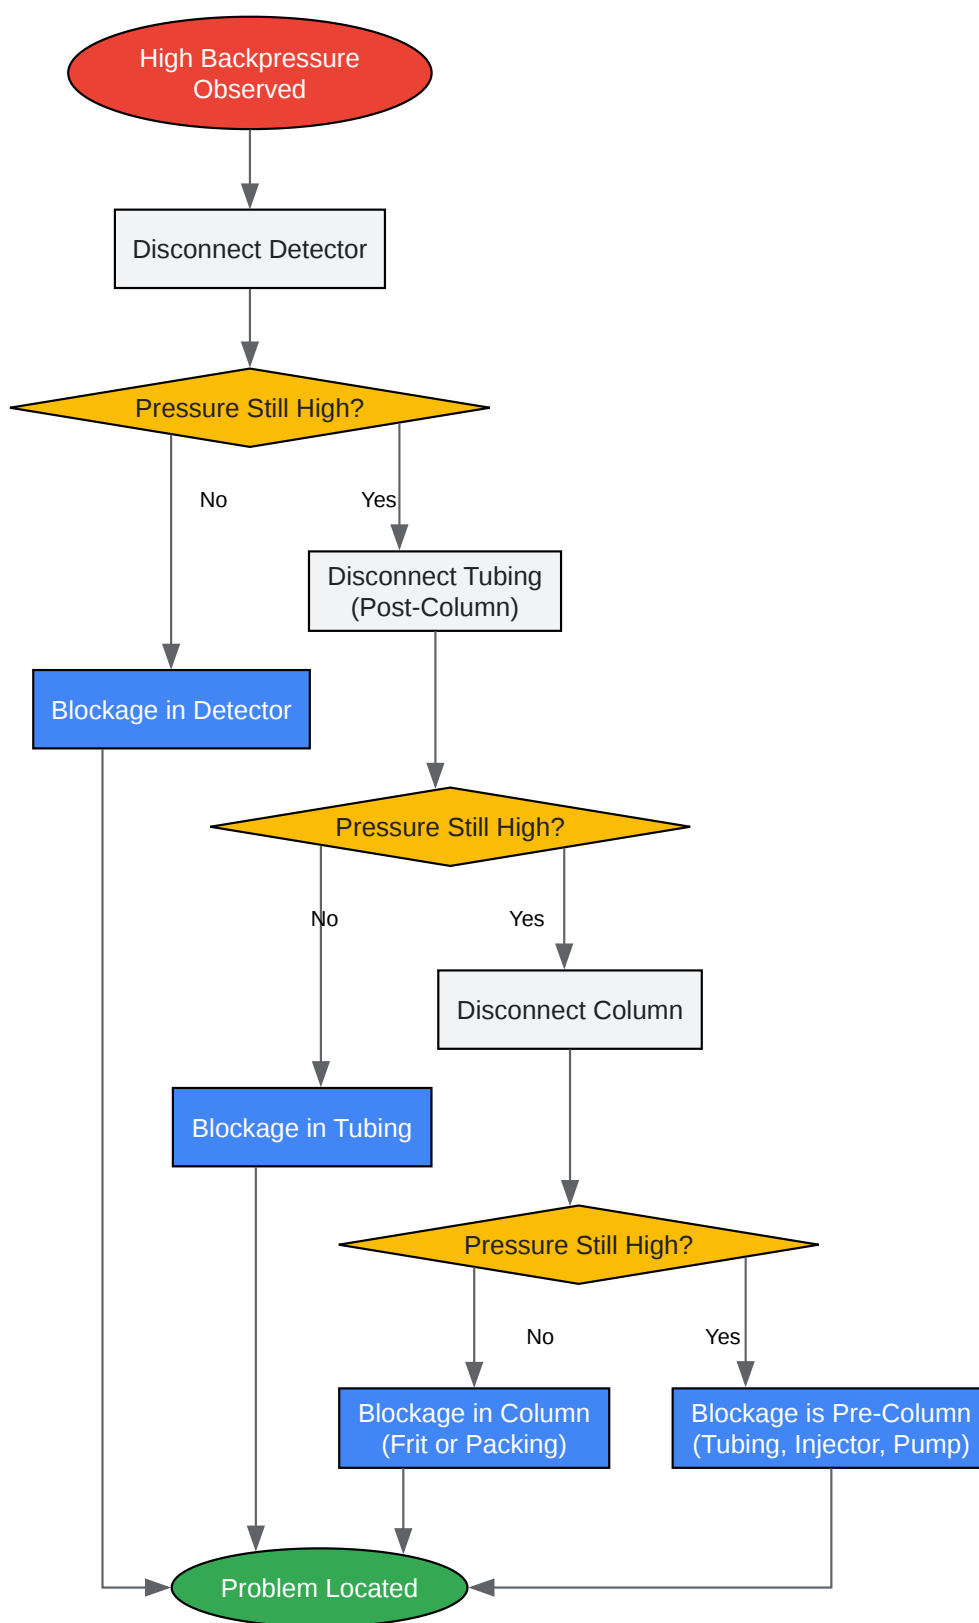 High Backpressure
Observed
Disconnect Detector
Pressure Still High?
No
Yes
Disconnect Tubing
(Post-Column)
Blockage in Detector
Pressure Still High?
No
Yes
Disconnect Column
Blockage in Tubing
Pressure Still High?
No
Yes
Blockage in Column
(Frit or Packing)
Blockage is Pre-Column
(Tubing, Injector, Pump)
Problem Located